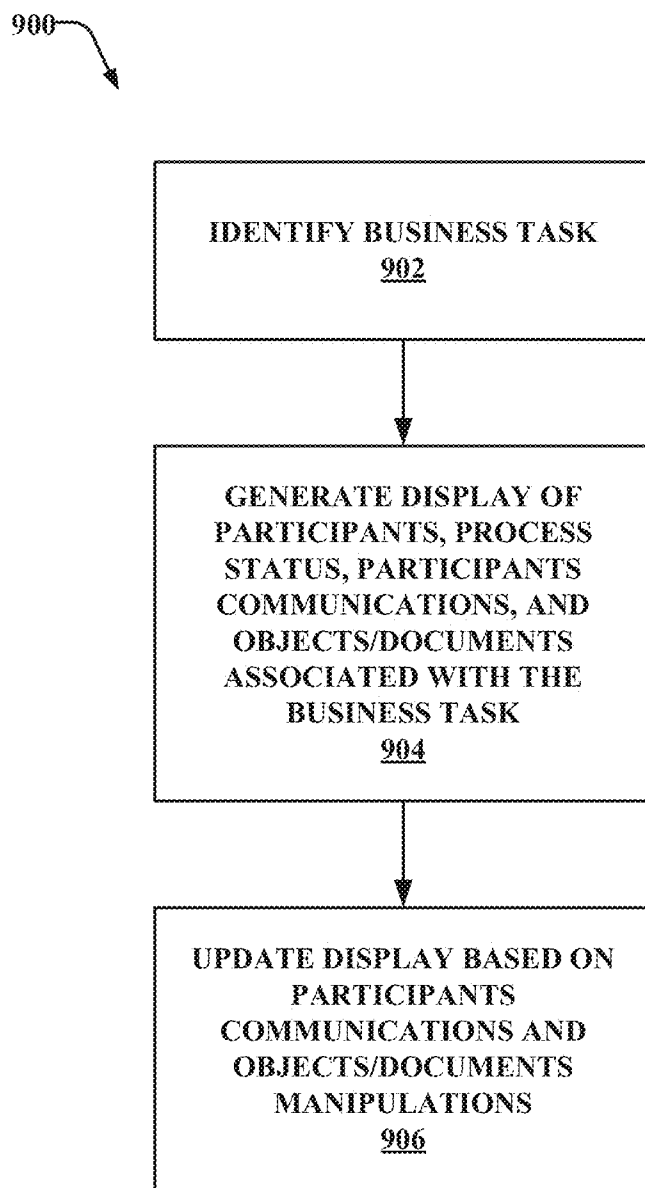 900
IDENTIFY BUSINESS TASK
902
GENERATE DISPLAY OF
PARTICIPANTS, PROCESS
STATUS, PARTICIPANTS
COMMUNICATIONS, AND
OBJECTS/DOCUMENTS
ASSOCIATED WITH THE
BUSINESS TASK
904
UPDATE DISPLAY BASED ON
PARTICIPANTS
COMMUNICATIONS AND
OBJECTS/DOCUMENTS
MANIPULATIONS
906